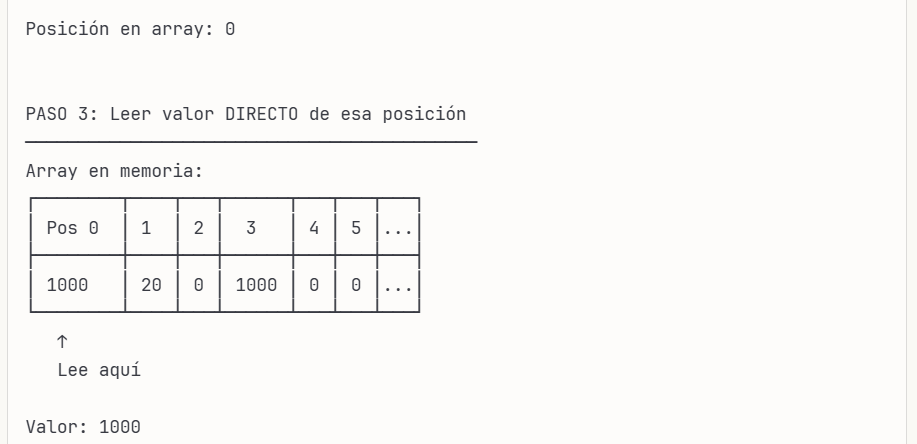 Posición en array: 0
PASO 3: Leer valor DIRECTO de esa posición
Array en memoria:
Pos 0 1 2 3 4 5 ...
1000 20 0 1000 0 0 ...
↑
Lee aquí
Valor: 1000